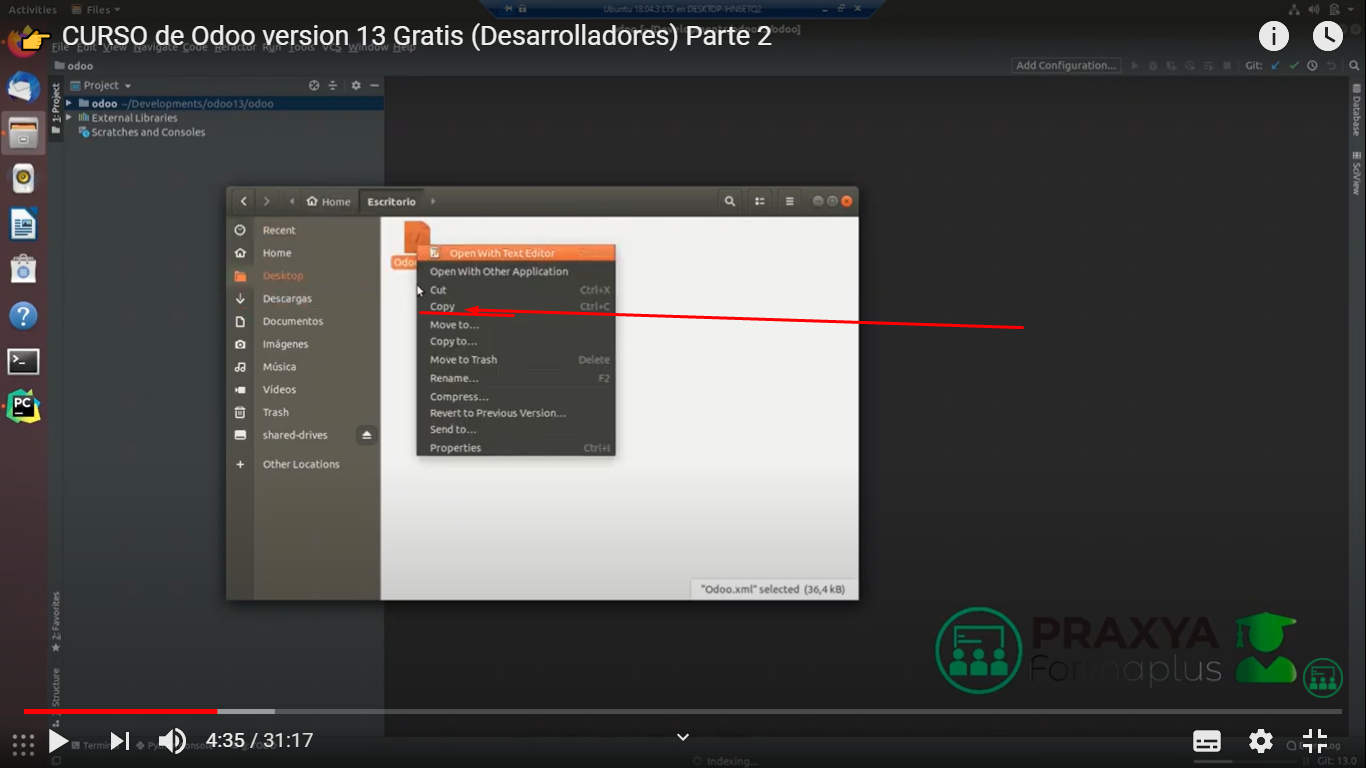 Activities Files
Ubuntu 18.04.3 LTS en DESKTOP-HN6ETQ2
CURSO de Odoo version 13 Gratis (Desarrolladores) Parte 2
File Edit View Navigate Code Refactor Run Tools VCS Window Help
odoo
Add Configuration...
Git:
1: Project
Project
odoo ~/Developments/odoo13/odoo
External Libraries
Scratches and Consoles
Database
SciView
Home
Escritorio
Recent
Home
Desktop
Descargas
Documentos
Imágenes
Música
Vídeos
Trash
shared-drives
Other Locations
Open With Text Editor
Open With Other Application
Cut Ctrl+X
Copy Ctrl+C
Move to...
Copy to...
Move to Trash Delete
Rename... F2
Compress...
Revert to Previous Version...
Send to...
Properties Ctrl+I
"Odoo.xml" selected (36,4 kB)
2: Favorites
Structure
PRAXYA
Formaplus
PC
4:35 / 31:17
Indexing...
Git: 13.0